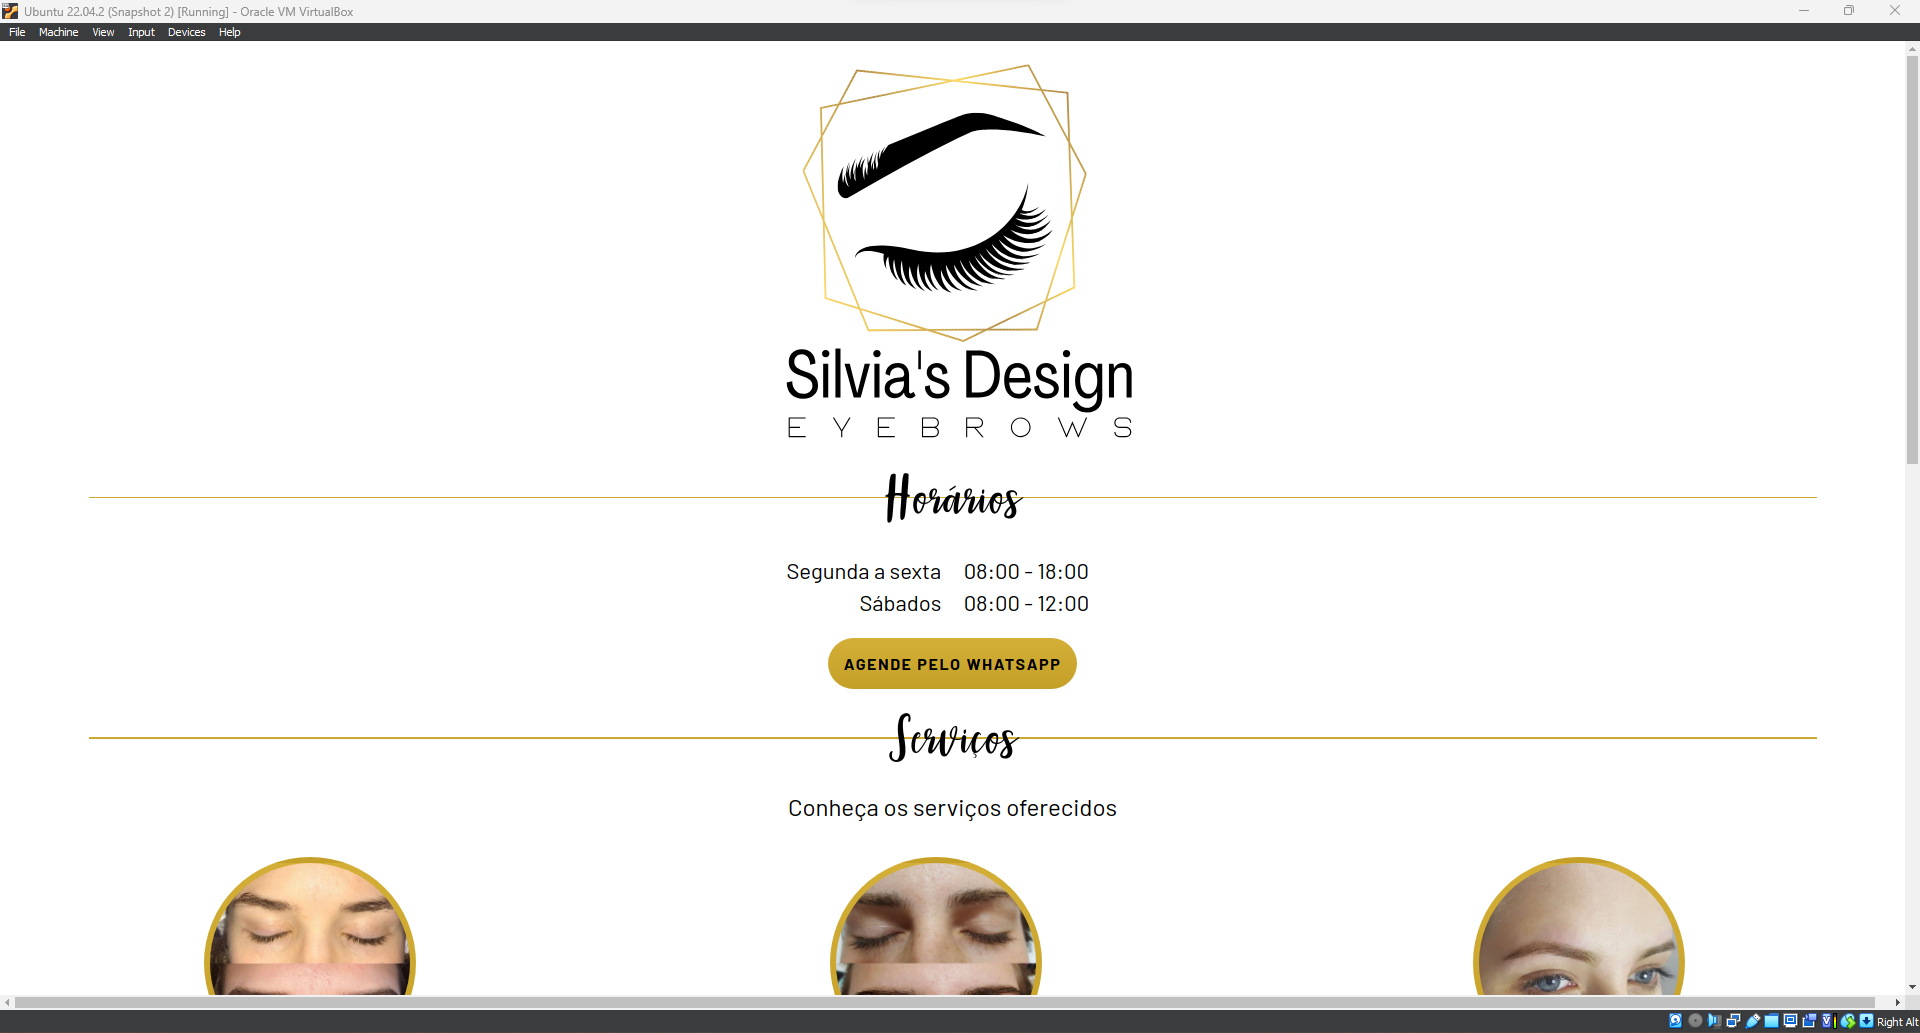 Ubuntu 22.04.2 (Snapshot 2) [Running] - Oracle VM VirtualBox
File Machine View Input Devices Help
Silvia's Design
EYEBROWS
Horários
Segunda a sexta 08:00 - 18:00
Sábados 08:00 - 12:00
AGENDE PELO WHATSAPP
Serviços
Conheça os serviços oferecidos
Right Alt